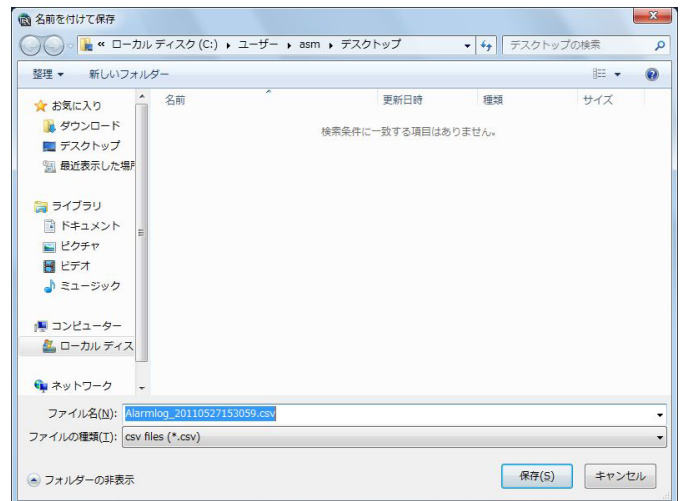 名前を付けて保存
« ローカル ディスク (C:) ▸ ユーザー ▸ asm ▸ デスクトップ
デスクトップの検索
整理 ▼ 新しいフォルダー
お気に入り
ダウンロード
デスクトップ
最近表示した場所
ライブラリ
ドキュメント
ピクチャ
ビデオ
ミュージック
コンピューター
ローカル ディス
ネットワーク
名前 更新日時 種類 サイズ
検索条件に一致する項目はありません。
ファイル名(N): Alarmlog_20110527153059.csv
ファイルの種類(T): csv files (*.csv)
フォルダーの非表示
保存(S) キャンセル